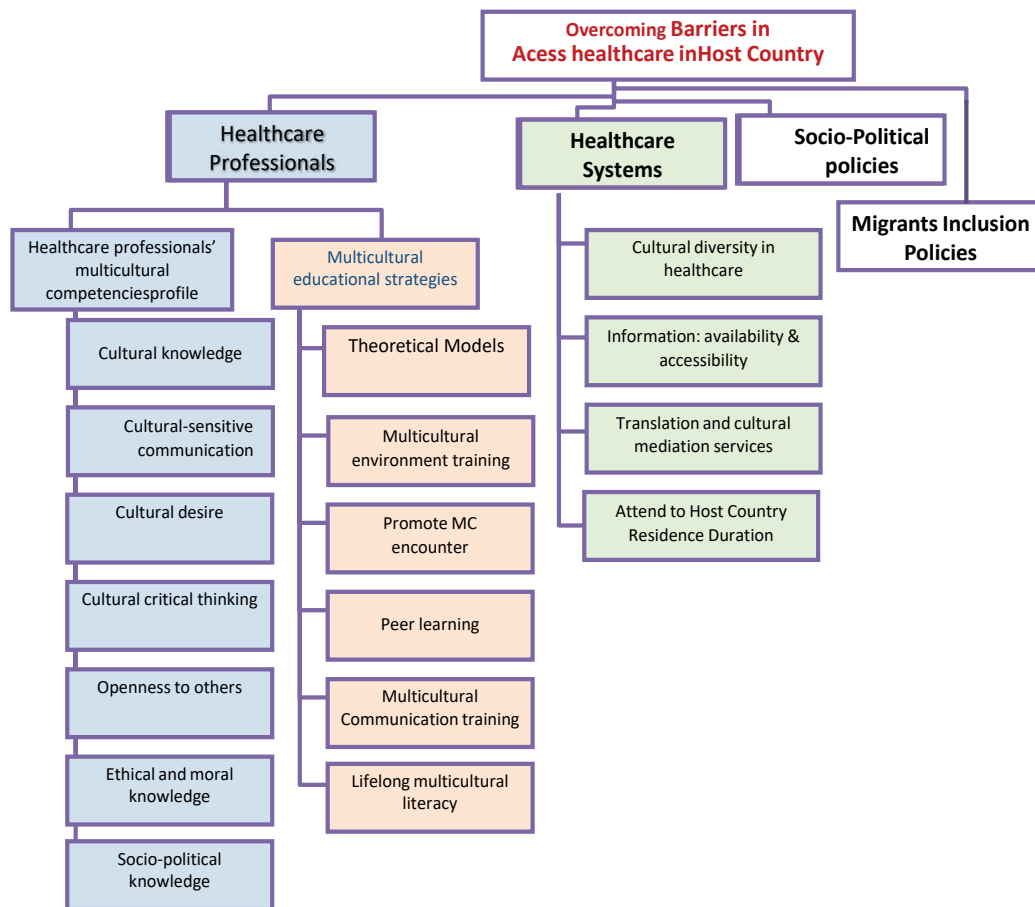 Overcoming Barriers in
Acess healthcare inHost Country
Healthcare
Professionals
Healthcare
Systems
Socio-Political
policies
Migrants Inclusion
Policies
Healthcare professionals’
multicultural
competenciesprofile
Cultural knowledge
Cultural-sensitive
communication
Cultural desire
Cultural critical thinking
Openness to others
Ethical and moral
knowledge
Socio-political
knowledge
Multicultural
educational strategies
Theoretical Models
Multicultural
environment training
Promote MC
encounter
Peer learning
Multicultural
Communication training
Lifelong multicultural
literacy
Cultural diversity in
healthcare
Information: availability &
accessibility
Translation and cultural
mediation services
Attend to Host Country
Residence Duration